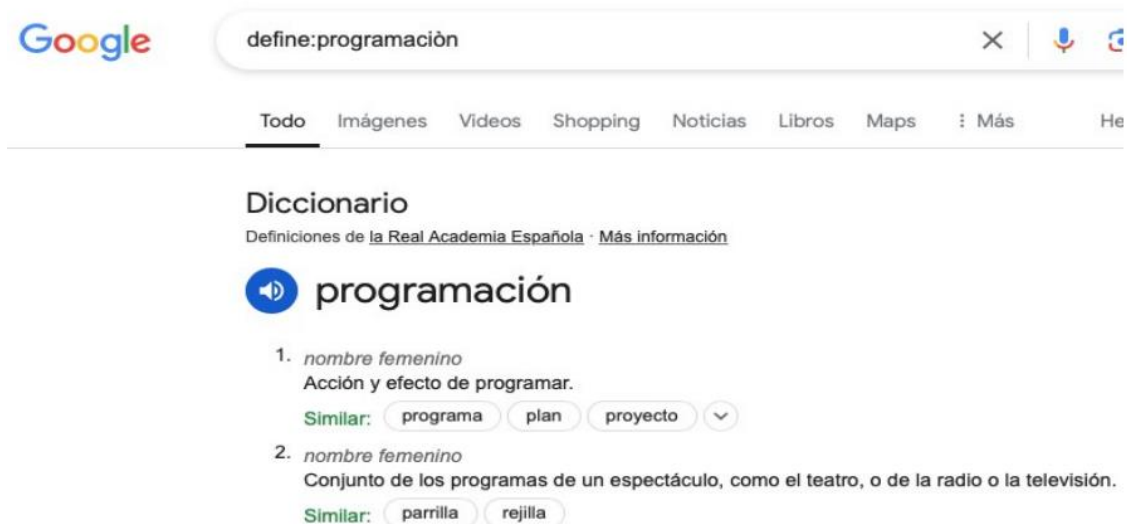 Google define:programaciòn
Todo Imágenes Videos Shopping Noticias Libros Maps Más He
Diccionario
Definiciones de la Real Academia Española · Más información
programación
1. nombre femenino
Acción y efecto de programar.
Similar: programa plan proyecto
2. nombre femenino
Conjunto de los programas de un espectáculo, como el teatro, o de la radio o la televisión.
Similar: parrilla rejilla